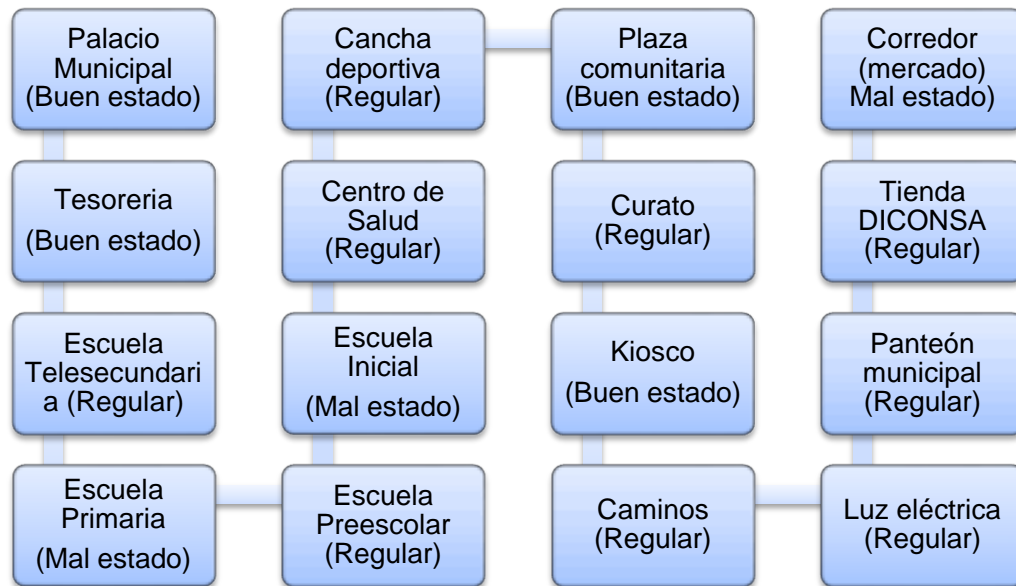 Palacio
Municipal
(Buen estado)
Tesoreria
(Buen estado)
Escuela
Telesecundari
a (Regular)
Escuela
Primaria
(Mal estado)
Escuela
Preescolar
(Regular)
Escuela
Inicial
(Mal estado)
Centro de
Salud
(Regular)
Cancha
deportiva
(Regular)
Plaza
comunitaria
(Buen estado)
Curato
(Regular)
Kiosco
(Buen estado)
Caminos
(Regular)
Luz eléctrica
(Regular)
Panteón
municipal
(Regular)
Tienda
DICONSA
(Regular)
Corredor
(mercado)
Mal estado)